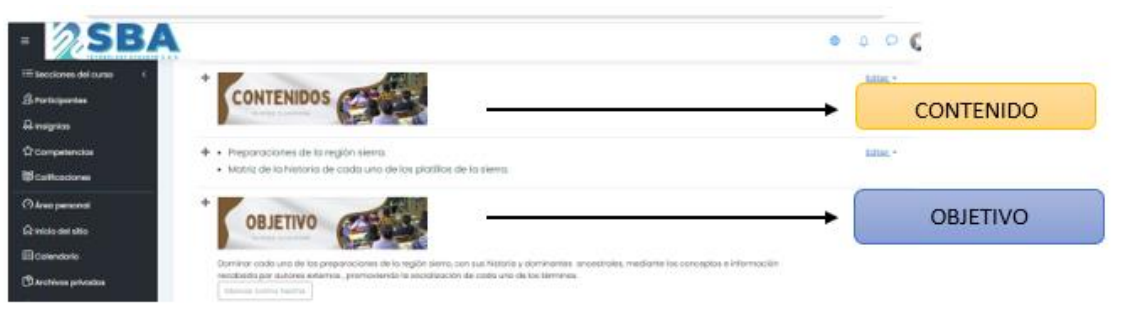 SBA
Secciones del curso
Participantes
Insignias
Competencias
Calificaciones
Área personal
Inicio del sitio
Calendario
Archivos privados
CONTENIDOS
Editar
CONTENIDO
Preparaciones de la región sierra.
Editar
Matriz de la historia de cada uno de los platillos de la sierra.
OBJETIVO
OBJETIVO
Dominar cada una de las preparaciones de la región sierra, con sus historia y dominantes ancestrales, mediante los conceptos e información
recabada por autores externos, promoviendo la socialización de cada uno de los términos.